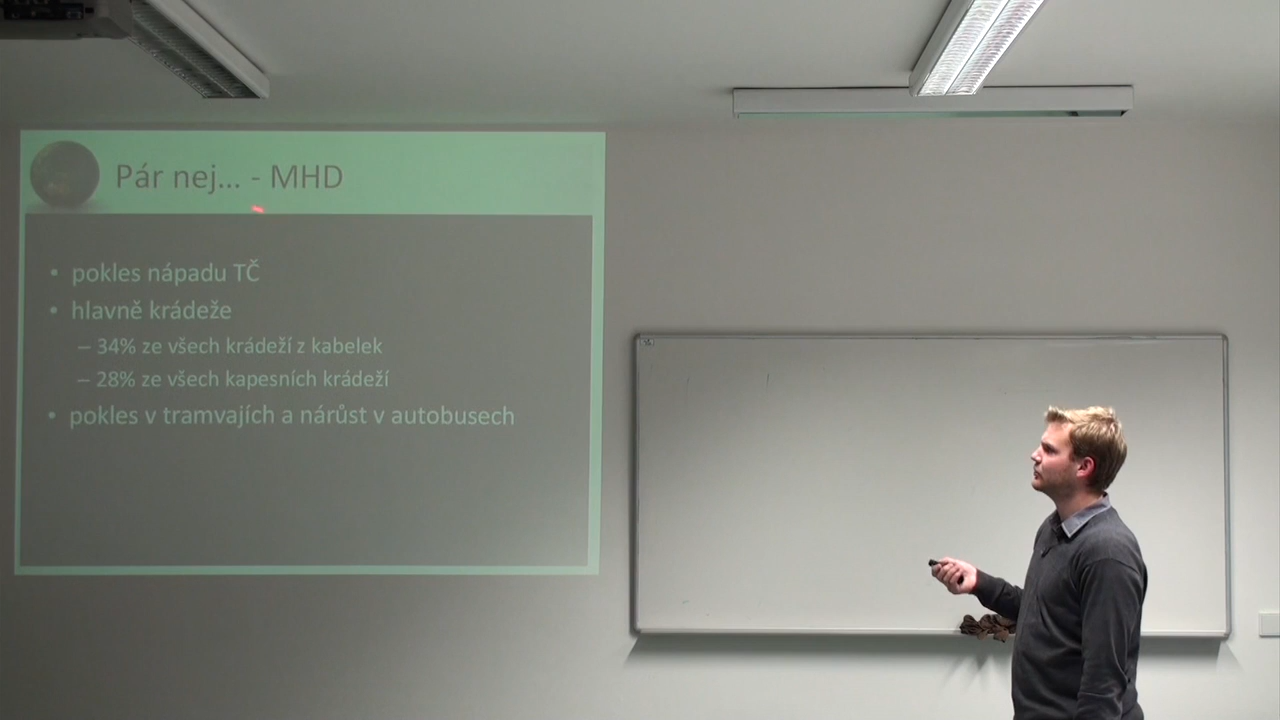 Pár nej... - MHD
• pokles nápadu TČ
• hlavně krádeže
– 34% ze všech krádeží z kabelek
– 28% ze všech kapesních krádeží
• pokles v tramvajích a nárůst v autobusech